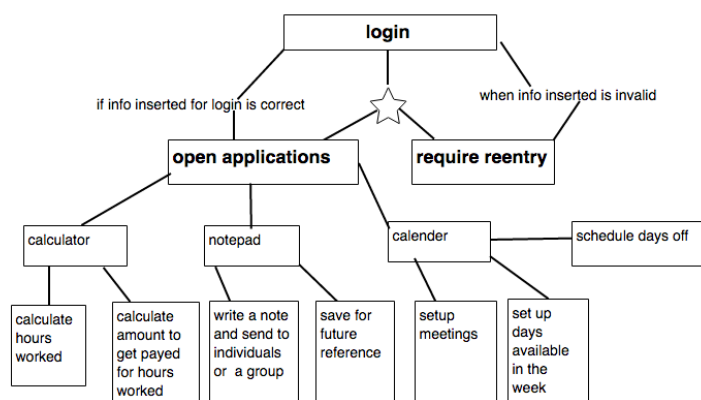 login
if info inserted for login is correct
when info inserted is invalid
open applications
require reentry
calculator
notepad
calender
schedule days off
calculate
hours
worked
calculate
amount to
get payed
for hours
worked
write a note
and send to
individuals
or a group
save for
future
reference
setup
meetings
set up
days
available
in the
week